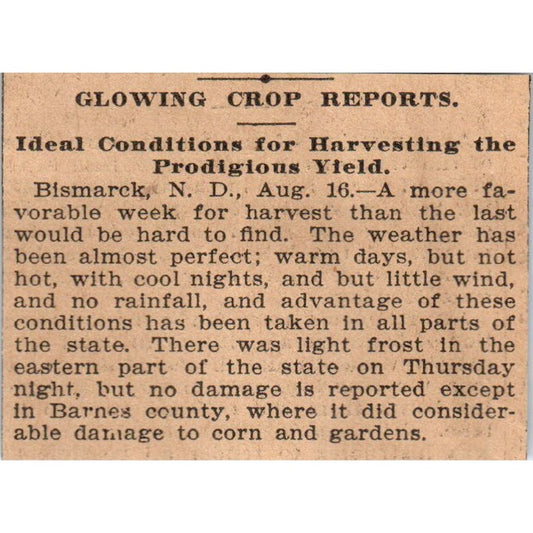 GLOWING CROP REPORTS.
Ideal Conditions for Harvesting the
Prodigious Yield.
Bismarck, N. D., Aug. 16.—A more fa-
vorable week for harvest than the last
would be hard to find. The weather has
been almost perfect; warm days, but not
hot, with cool nights, and but little wind,
and no rainfall, and advantage of these
conditions has been taken in all parts of
the state. There was light frost in the
eastern part of the state on Thursday
night, but no damage is reported except
in Barnes county, where it did consider-
able damage to corn and gardens.